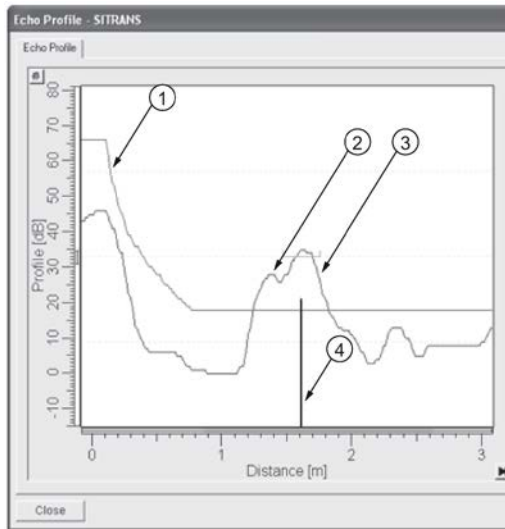 Echo Profile - SITRANS
Echo Profile
80
70
60
50
40
30
20
10
0
-10
Profile [dB]
1
2
3
4
0 1 2 3
Distance [m]
Close